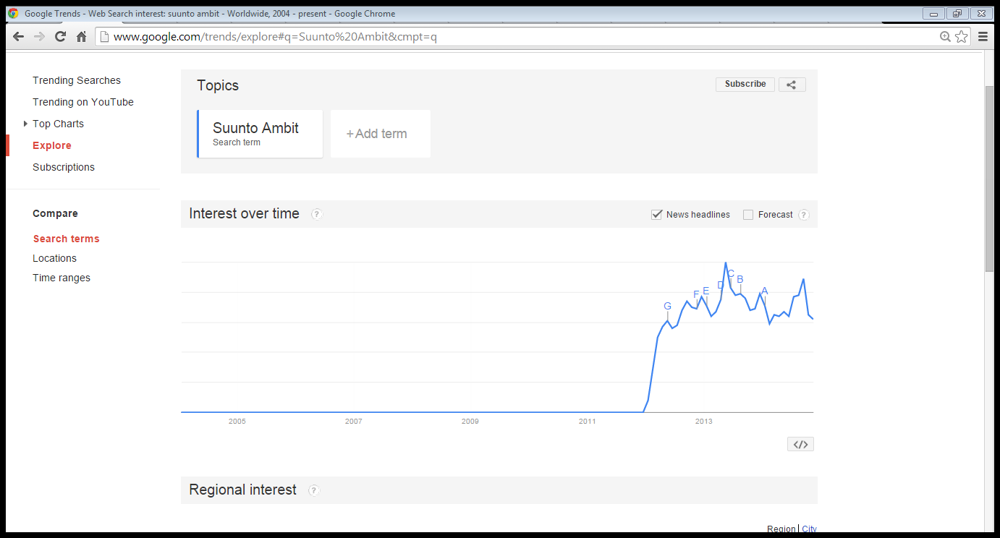 Google Trends - Web Search interest: suunto ambit - Worldwide, 2004 - present - Google Chrome
www.google.com/trends/explore#q=Suunto%20Ambit&cmpt=q
Trending Searches
Trending on YouTube
Top Charts
Explore
Subscriptions
Compare
Search terms
Locations
Time ranges
Topics
Subscribe
Suunto Ambit
Search term
+Add term
Interest over time ?
News headlines
Forecast ?
G
F
E
D
C
B
A
2005 2007 2009 2011 2013
</>
Regional interest ?
Region | City